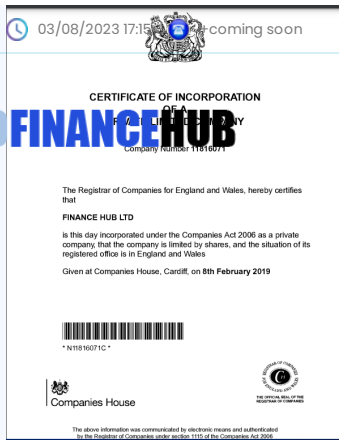 03/08/2023 17:15
+coming soon
CERTIFICATE OF INCORPORATION
OF A
PRIVATE LIMITED COMPANY
FINANCEHUB
Company Number 11816071
The Registrar of Companies for England and Wales, hereby certifies
that
FINANCE HUB LTD
is this day incorporated under the Companies Act 2006 as a private
company, that the company is limited by shares, and the situation of its
registered office is in England and Wales
Given at Companies House, Cardiff, on 8th February 2019
* N11816071C *
Companies House
THE OFFICIAL SEAL OF THE
REGISTRAR OF COMPANIES
The above information was communicated by electronic means and authenticated
by the Registrar of Companies under section 1115 of the Companies Act 2006